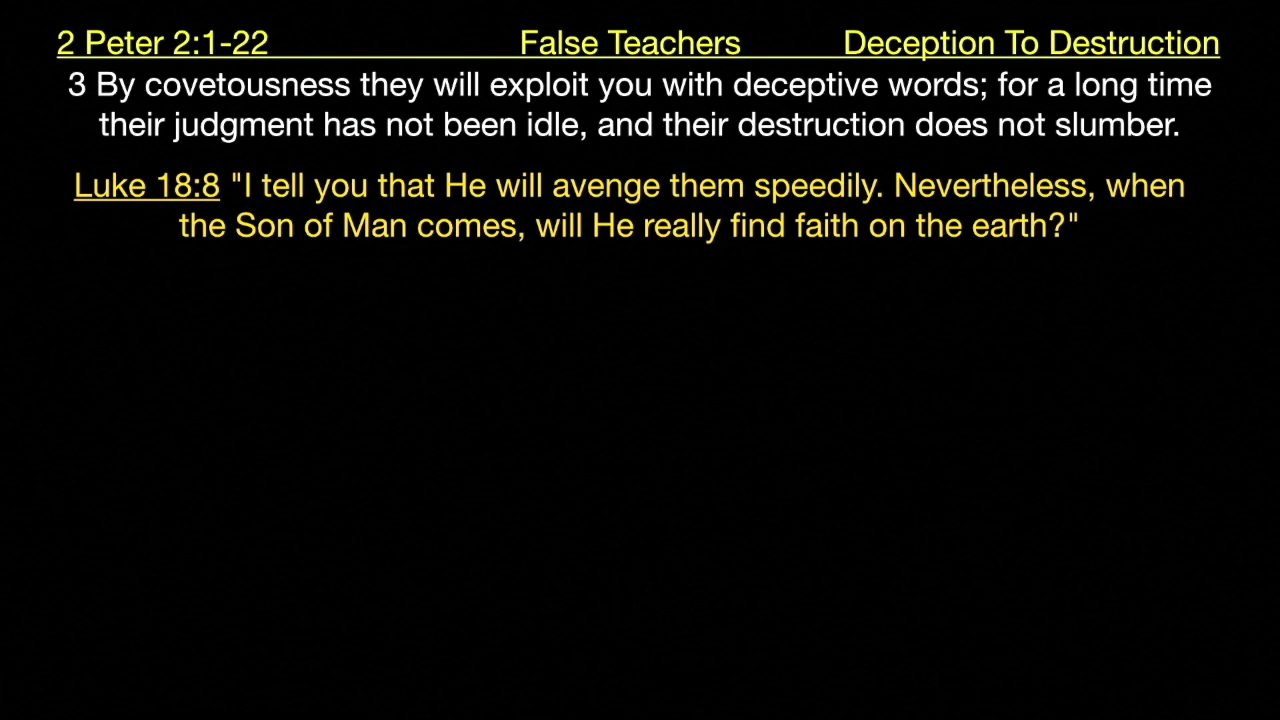 2 Peter 2:1-22 False Teachers Deception To Destruction
3 By covetousness they will exploit you with deceptive words; for a long time
their judgment has not been idle, and their destruction does not slumber.
Luke 18:8 "I tell you that He will avenge them speedily. Nevertheless, when
the Son of Man comes, will He really find faith on the earth?"